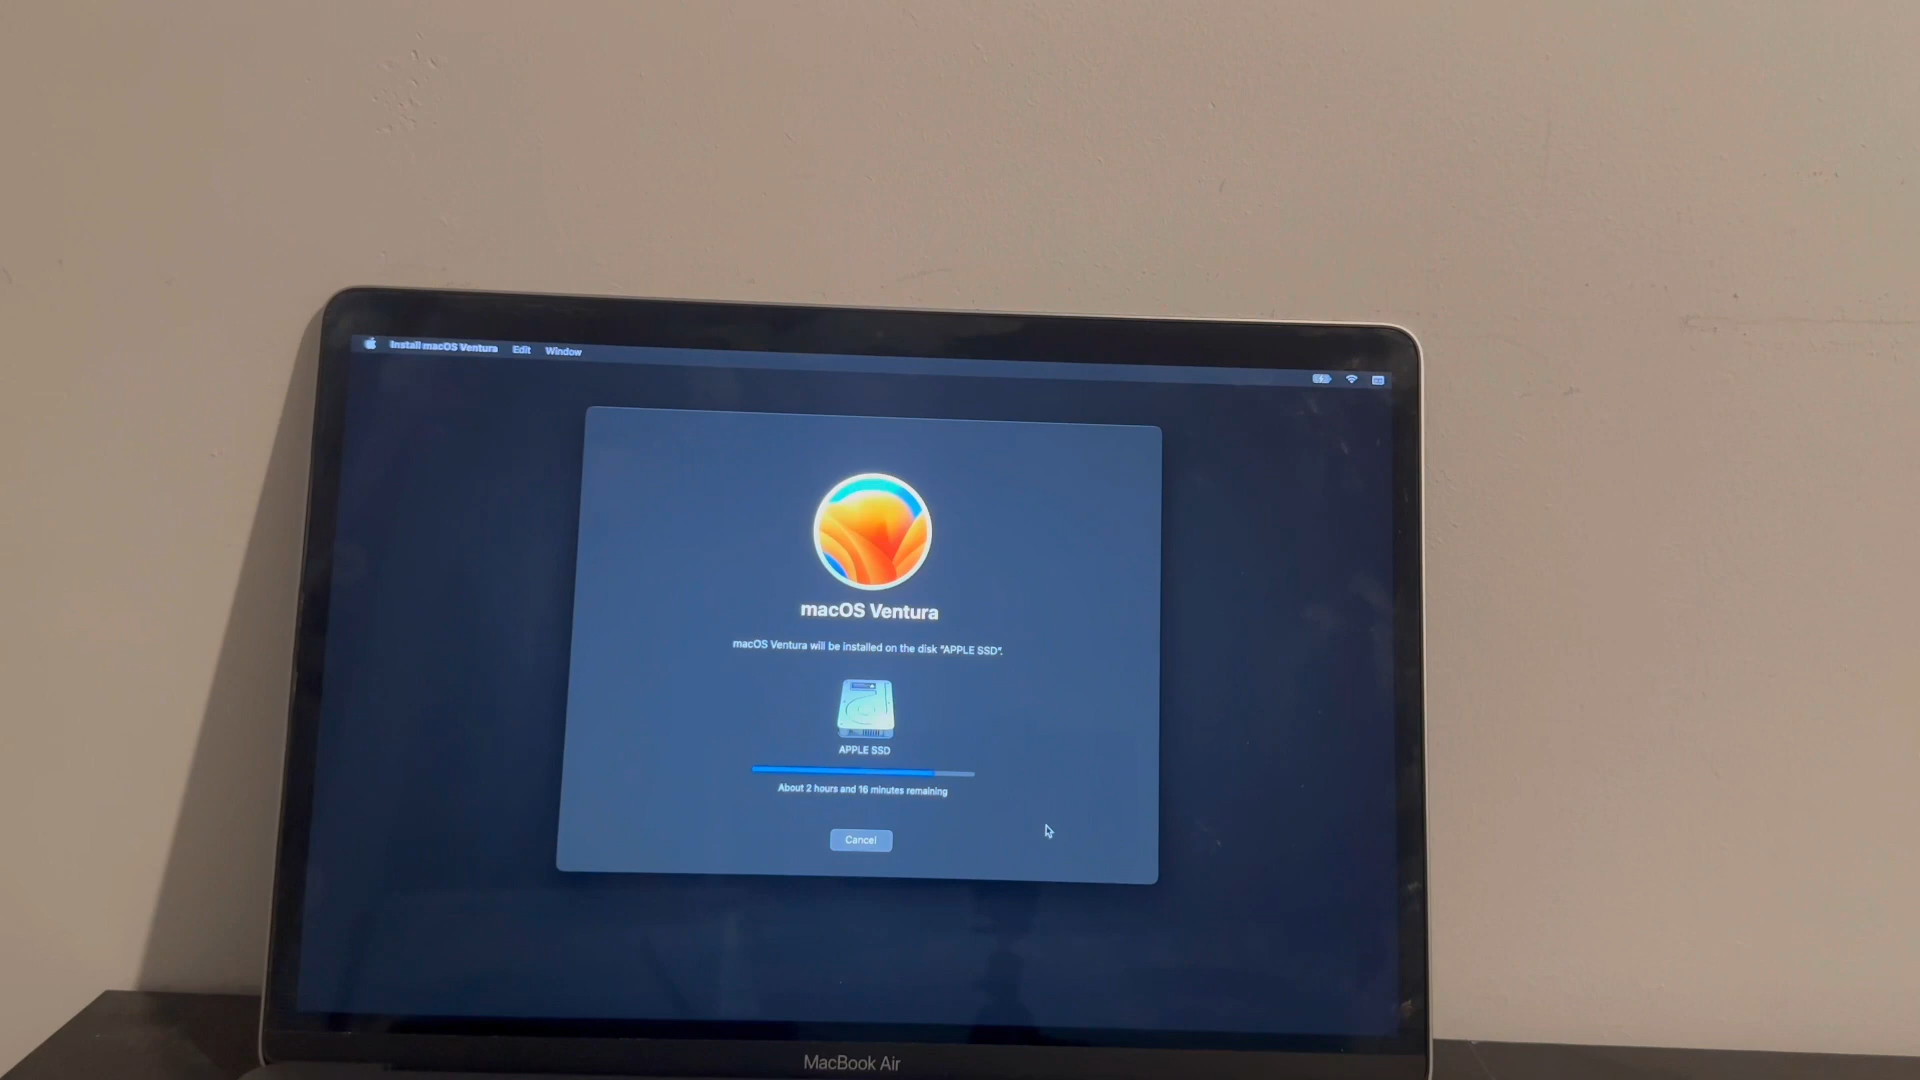 Install macOS Ventura Edit Window
macOS Ventura
macOS Ventura will be installed on the disk “APPLE SSD”.
APPLE SSD
About 2 hours and 16 minutes remaining
Cancel
MacBook Air